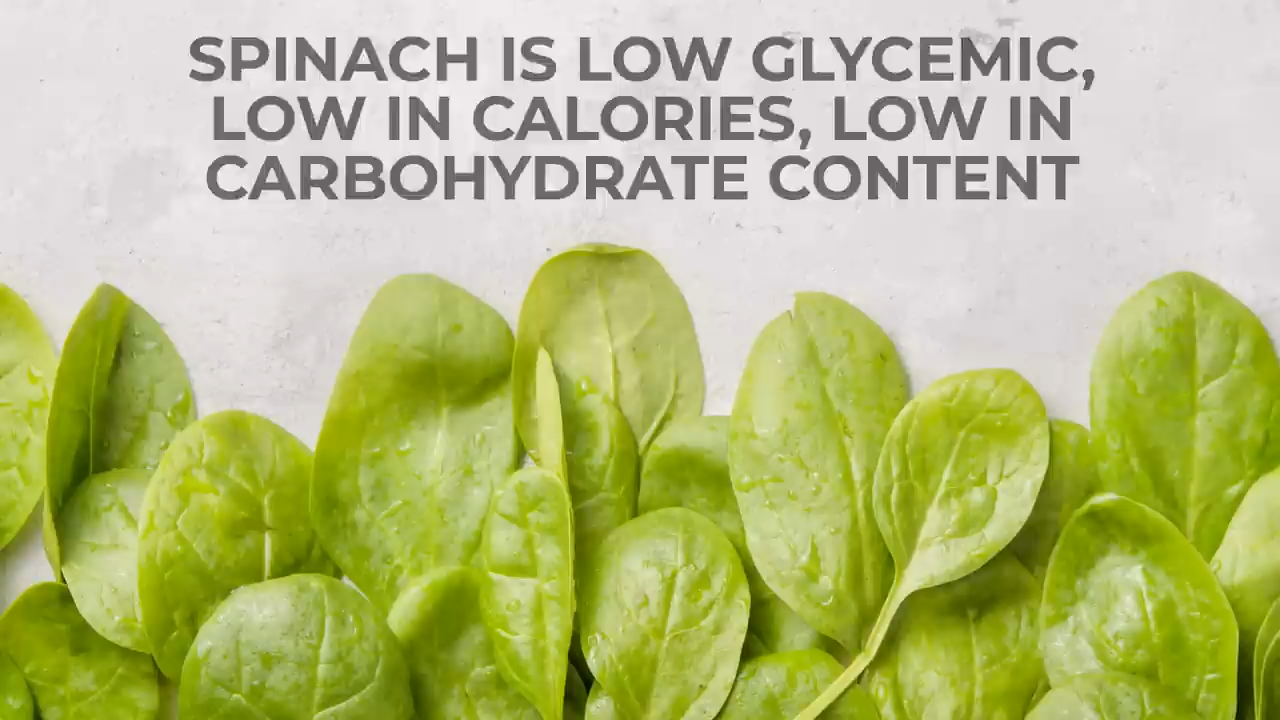 SPINACH IS LOW GLYCEMIC,
LOW IN CALORIES, LOW IN
CARBOHYDRATE CONTENT